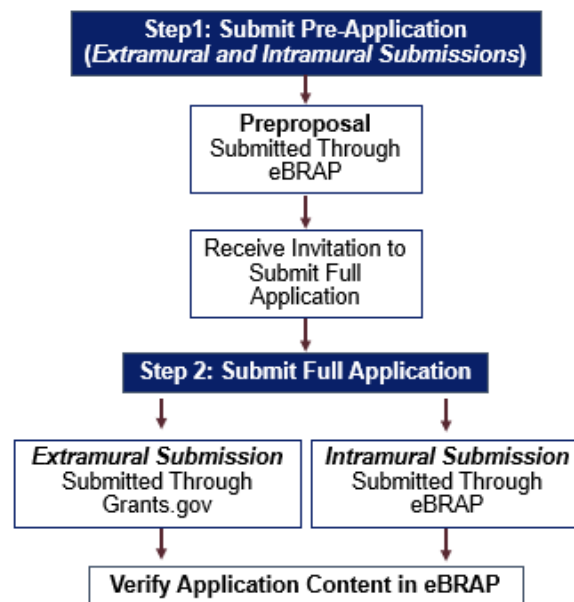 Step1: Submit Pre-Application
(Extramural and Intramural Submissions)
Preproposal
Submitted Through
eBRAP
Receive Invitation to
Submit Full
Application
Step 2: Submit Full Application
Extramural Submission
Submitted Through
Grants.gov
Intramural Submission
Submitted Through
eBRAP
Verify Application Content in eBRAP